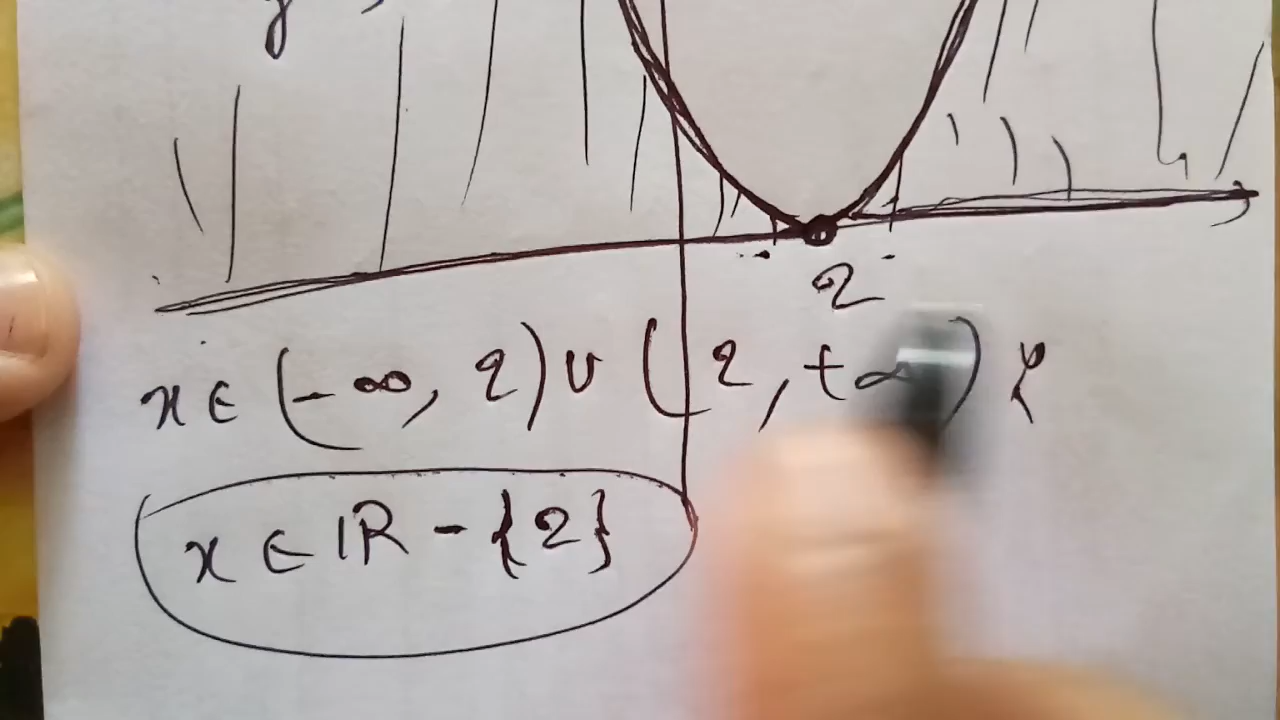 y
2
x ∈ (-∞, 2) ∪ (2, +∞)
x ∈ ℝ - {2}